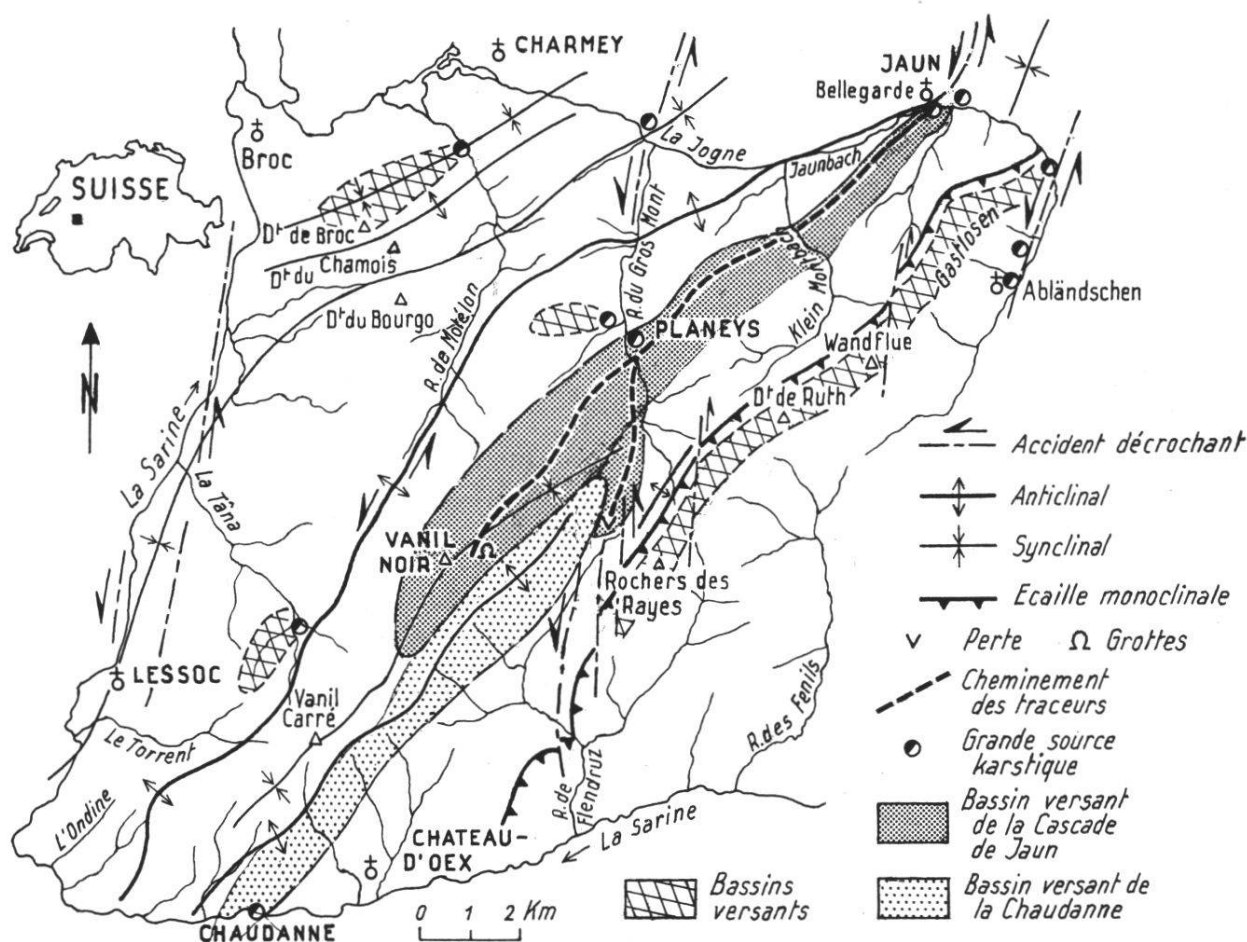 CHARMEY
JAUN
Bellegarde
Broc
La Jogne
Jaunbach
SUISSE
Dt de Broc
Dt du Chamois
Dt du Bourgo
R. du Gros Mont
Gastlosen
Abländschen
Klein Montbach
PLANEYS
Wandflue
R. de Motélon
Dt de Ruth
N
La Sarine
La Tâna
VANIL
NOIR
Ω
Rochers des
Rayes
LESSOC
Vanil
Carré
Le Torrent
L'Ondine
R. des Fenils
R. de
Flendruz
La Sarine
CHATEAU-
D'OEX
CHAUDANNE
0 1 2 Km
Accident décrochant
Anticlinal
Synclinal
Ecaille monoclinale
v Perte Ω Grottes
Cheminement
des traceurs
Grande source
karstique
Bassin versant
de la Cascade
de Jaun
Bassins
versants
Bassin versant de
la Chaudanne